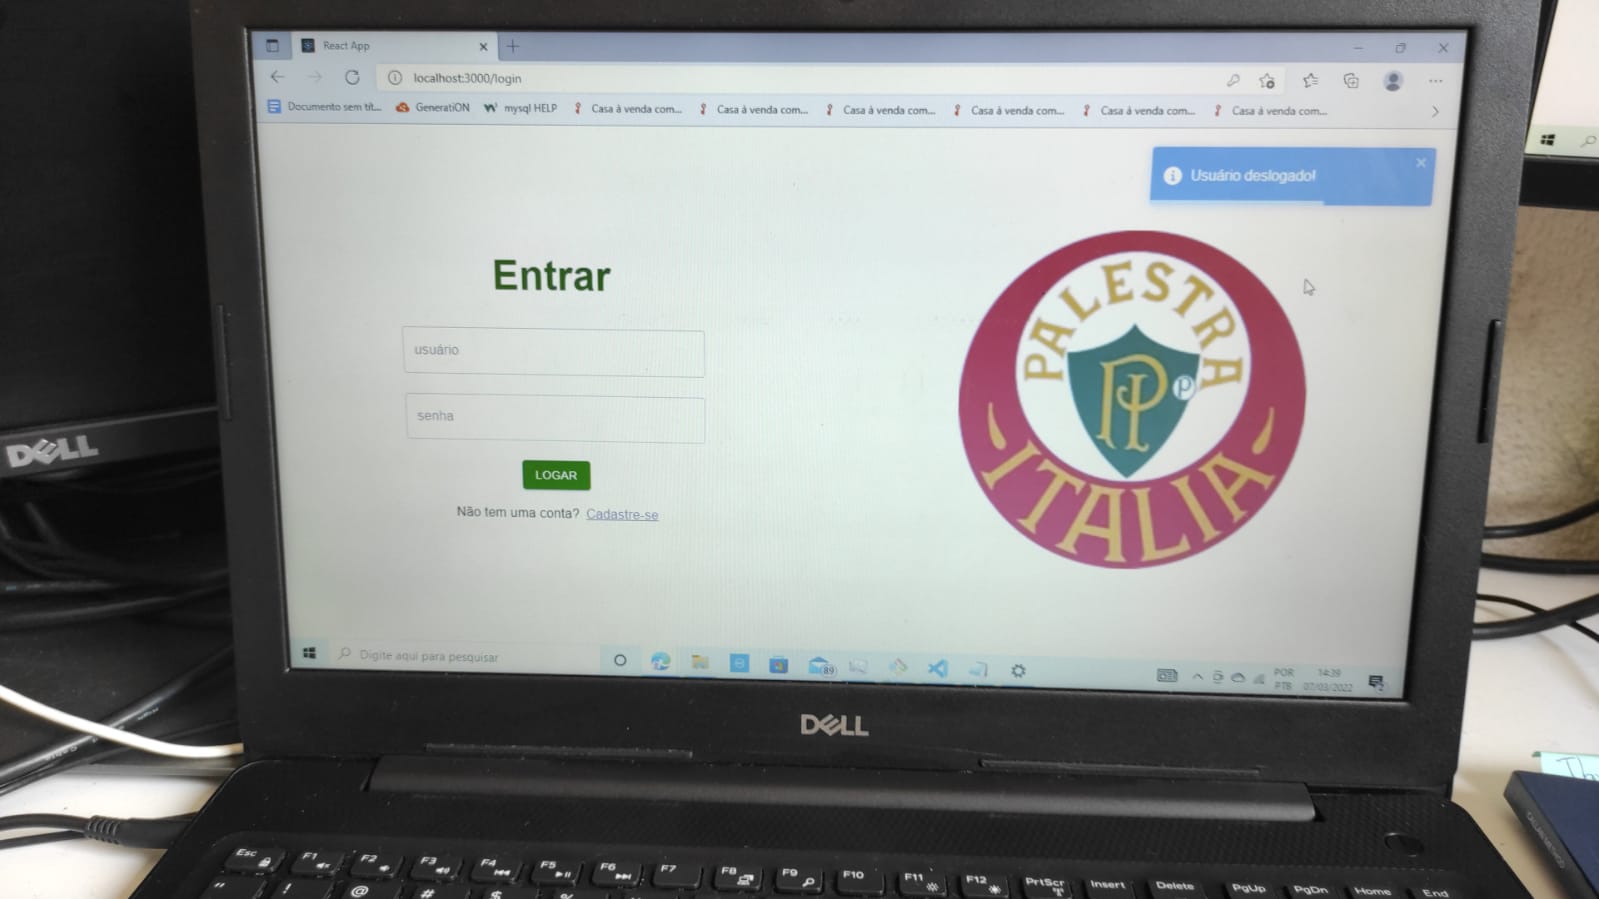 React App
localhost:3000/login
Documento sem tít... GeneratiON mysql HELP Casa à venda com... Casa à venda com... Casa à venda com... Casa à venda com... Casa à venda com... Casa à venda com...
Usuário deslogado!
Entrar
usuário
senha
LOGAR
Não tem uma conta? Cadastre-se
PALESTRA
PI
P
ITALIA
Digite aqui para pesquisar
89
POR
PTB
14:39
07/03/2022
2
DELL
DELL
Esc F1 F2 F3 F4 F5 F6 F7 F8 F9 F10 F11 F12 PrtScr Insert Delete PgUp PgDn Home End
" ! @ # $ %